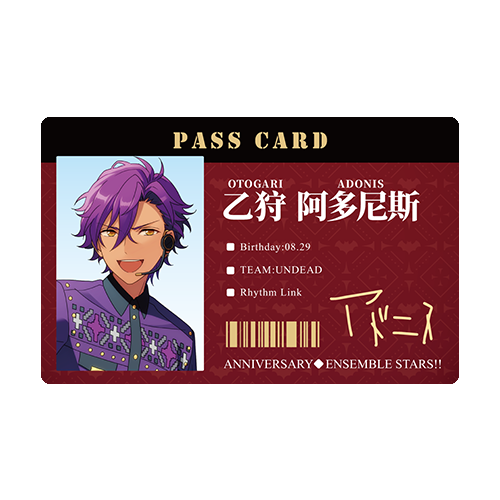 PASS CARD
OTOGARI ADONIS
乙狩 阿多尼斯
Birthday:08.29
TEAM:UNDEAD
Rhythm Link
アドニス
ANNIVERSARY◆ENSEMBLE STARS!!